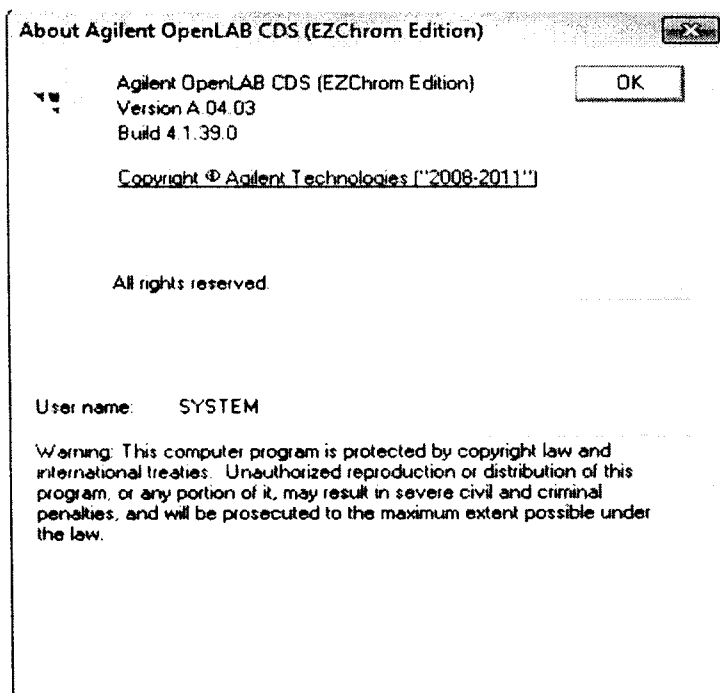 About Agilent OpenLAB CDS (EZChrom Edition)
Agilent OpenLAB CDS (EZChrom Edition)
OK
Version A.04.03
Build 4.1.39.0
Copyright © Agilent Technologies ["2008-2011"]
All rights reserved.
User name: SYSTEM
Warning: This computer program is protected by copyright law and
international treaties. Unauthorized reproduction or distribution of this
program, or any portion of it, may result in severe civil and criminal
penalties, and will be prosecuted to the maximum extent possible under
the law.